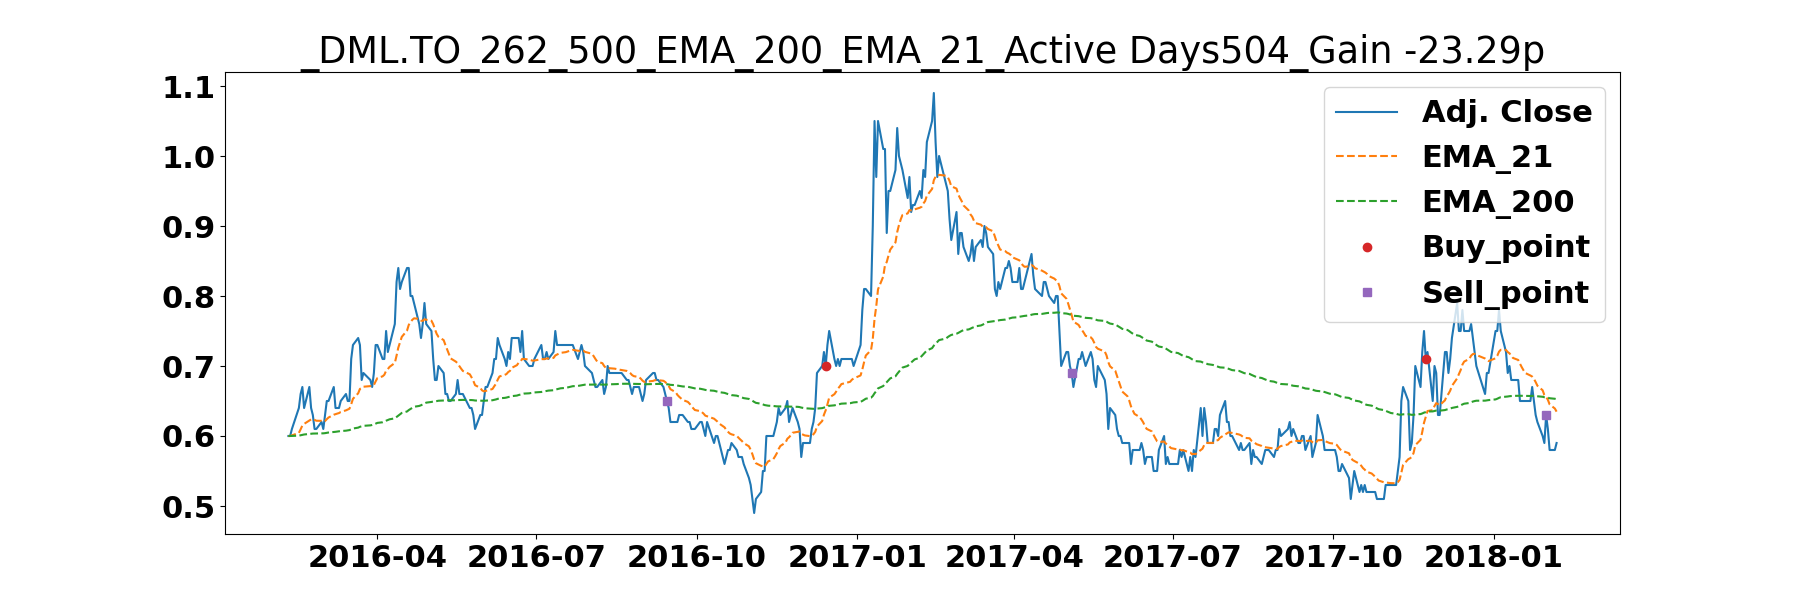 _DML.TO_262_500_EMA_200_EMA_21_Active Days504_Gain -23.29p
1.1
1.0
0.9
0.8
0.7
0.6
0.5
Adj. Close
EMA_21
EMA_200
Buy_point
Sell_point
2016-04 2016-07 2016-10 2017-01 2017-04 2017-07 2017-10 2018-01